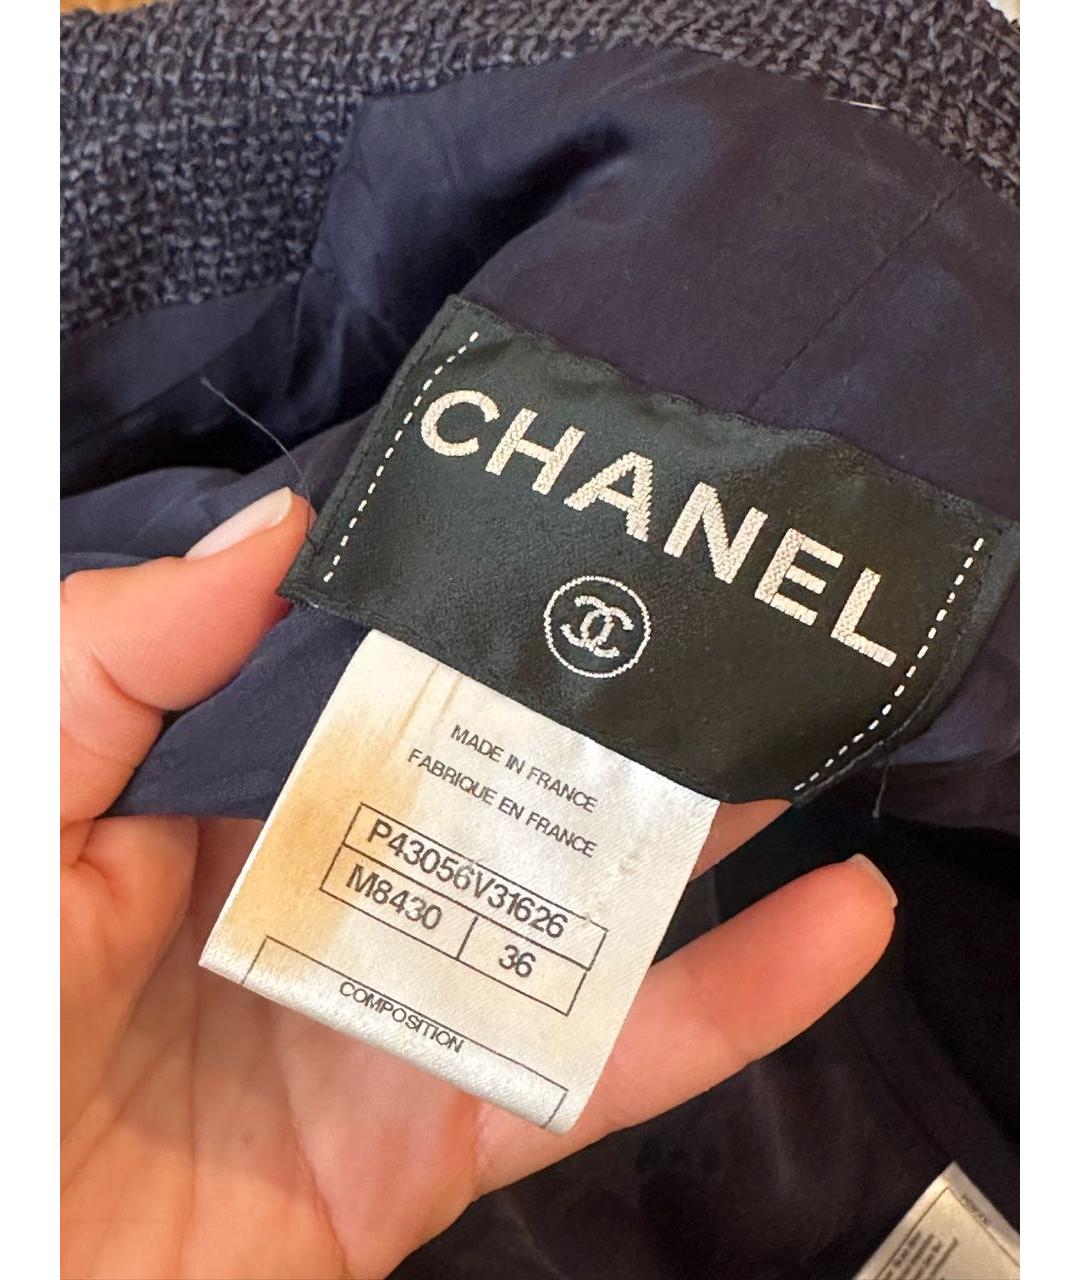 CHANEL
MADE IN FRANCE
FABRIQUE EN FRANCE
P43056V31626
M8430 36
COMPOSITION